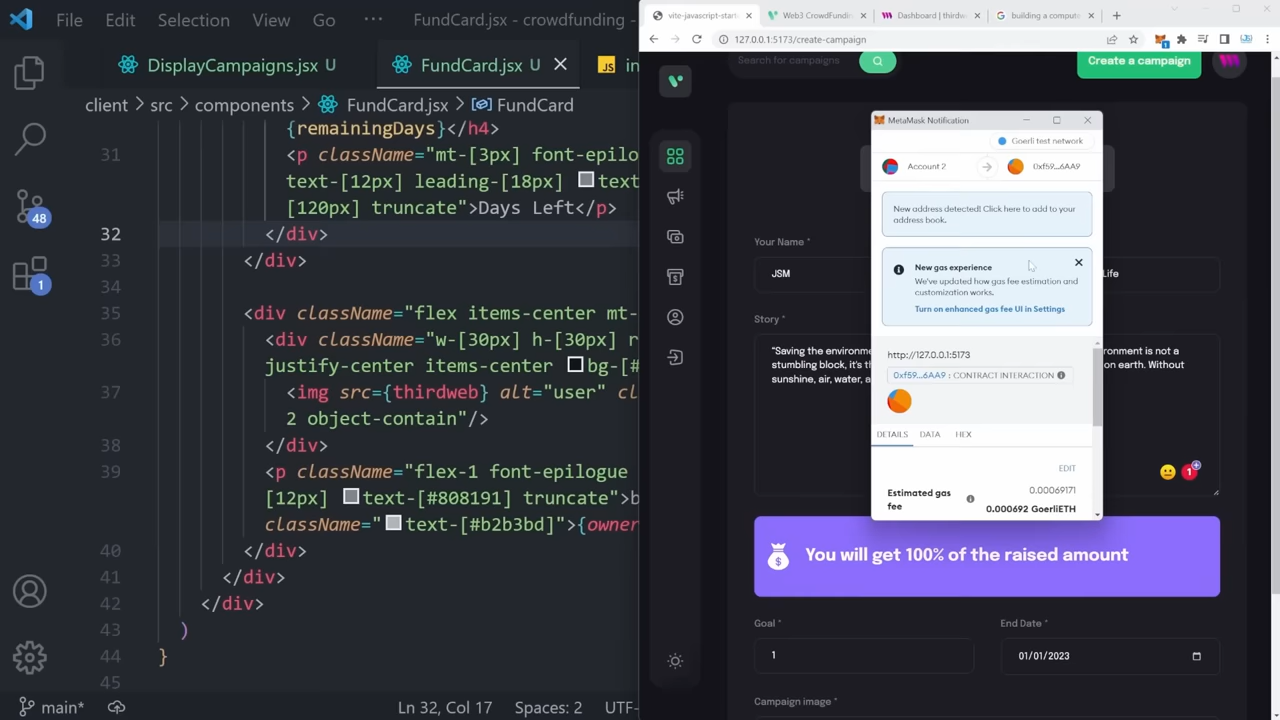 File Edit Selection View Go ··· FundCard.jsx - crowdfunding -
DisplayCampaigns.jsx U FundCard.jsx U JS in
client > src > components > FundCard.jsx > FundCard
{remainingDays}</h4>
31 <p className="mt-[3px] font-epilo
text-[12px] leading-[18px] text
[120px] truncate">Days Left</p>
32 </div>
33 </div>
34
35 <div className="flex items-center mt-
36 <div className="w-[30px] h-[30px] r
justify-center items-center bg-[#
37 <img src={thirdweb} alt="user" cl
2 object-contain"/>
38 </div>
39 <p className="flex-1 font-epilogue
[12px] text-[#808191] truncate">b
className=" text-[#b2b3bd]">{owner
40 </div>
41 </div>
42 </div>
43 )
44 }
45
48
1
main* Ln 32, Col 17 Spaces: 2 UTF-
vite-javascript-start Web3 CrowdFundin Dashboard | thirdw building a compute
127.0.0.1:5173/create-campaign
1
Search for campaigns Create a campaign
Your Name *
JSM
Life
Story *
"Saving the environme ronment is not a
stumbling block, it's th on earth. Without
sunshine, air, water, a
1
MetaMask Notification
Goerli test network
Account 2 0xf59...6AA9
New address detected! Click here to add to your
address book.
New gas experience
We've updated how gas fee estimation and
customization works.
Turn on enhanced gas fee UI in Settings
http://127.0.0.1:5173
0xf59...6AA9 : CONTRACT INTERACTION
DETAILS DATA HEX
EDIT
Estimated gas
fee
0.00069171
0.000692 GoerliETH
You will get 100% of the raised amount
Goal * End Date *
1 01/01/2023
Campaign image *